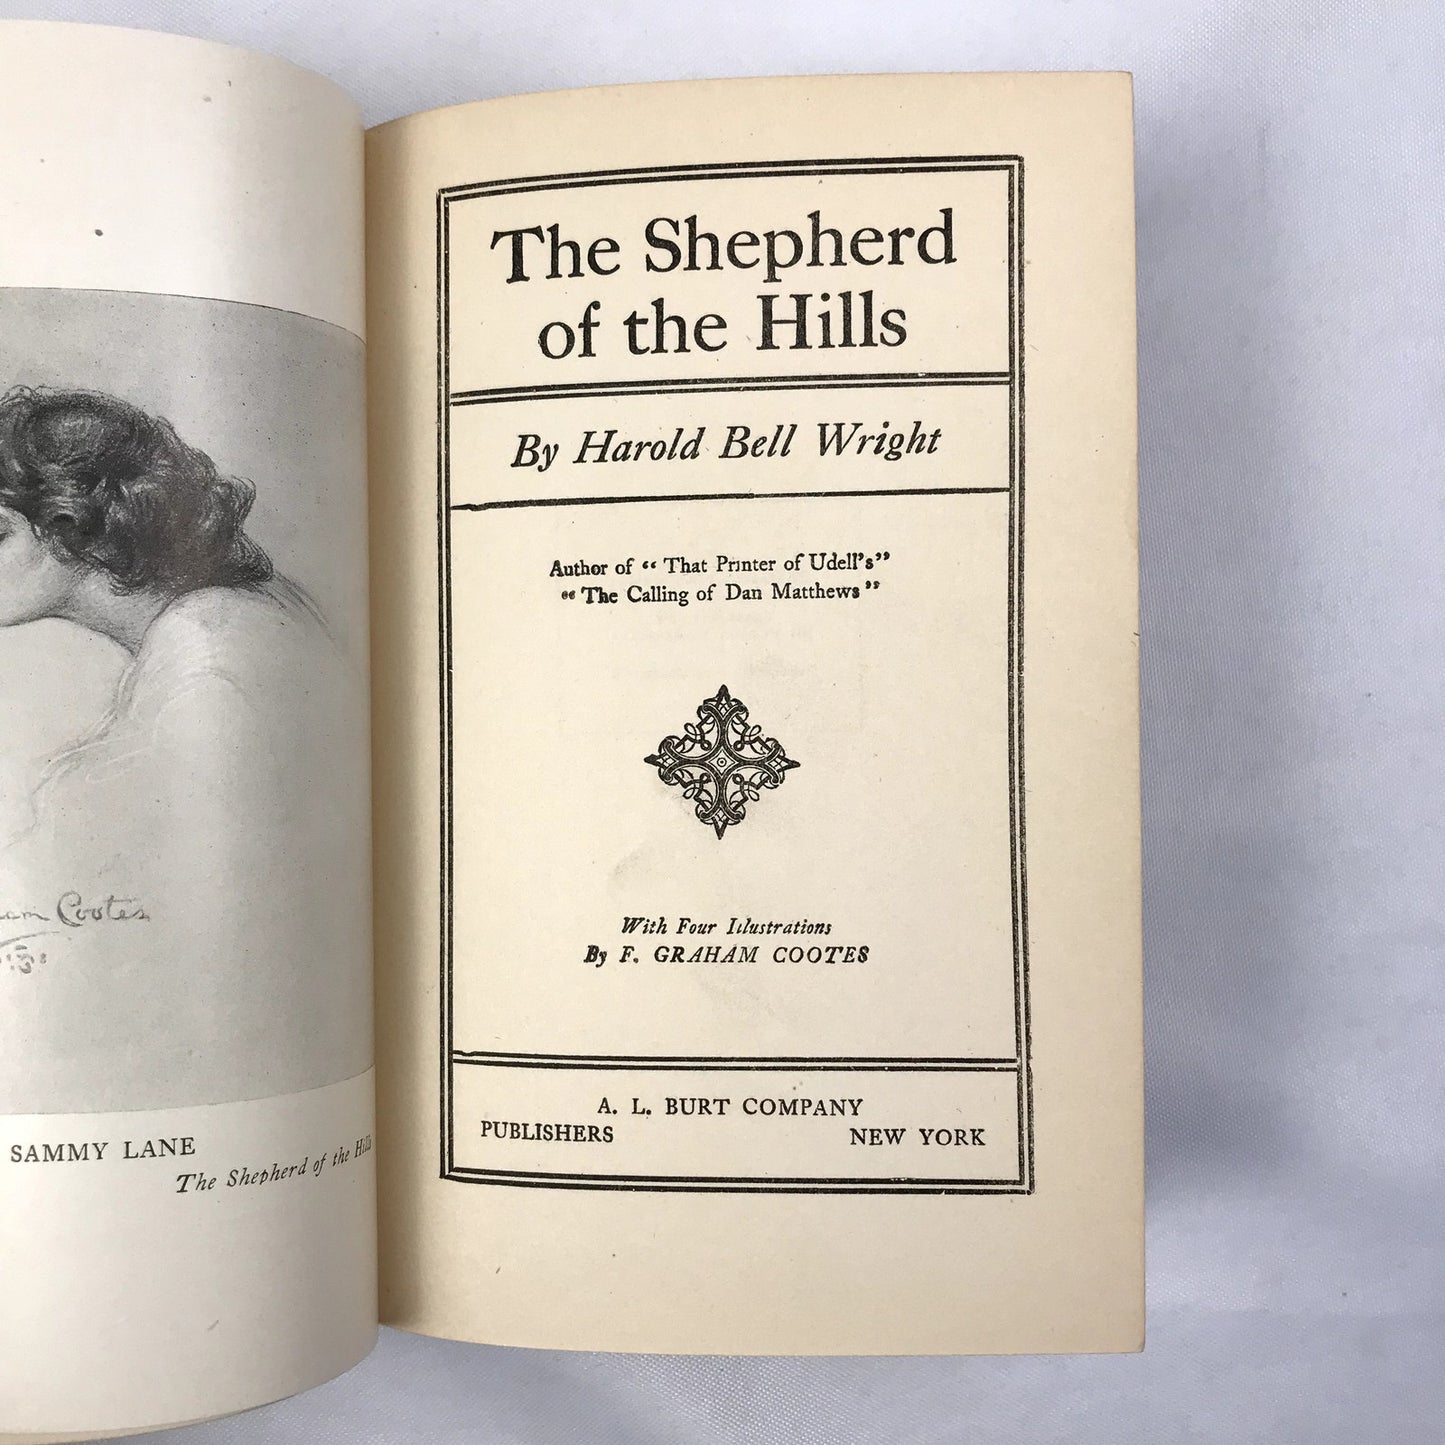 am Cootes
SAMMY LANE
The Shepherd of the Hills
The Shepherd
of the Hills
By Harold Bell Wright
Author of "That Printer of Udell's"
"The Calling of Dan Matthews"
With Four Illustrations
By F. GRAHAM COOTES
A. L. BURT COMPANY
PUBLISHERS NEW YORK